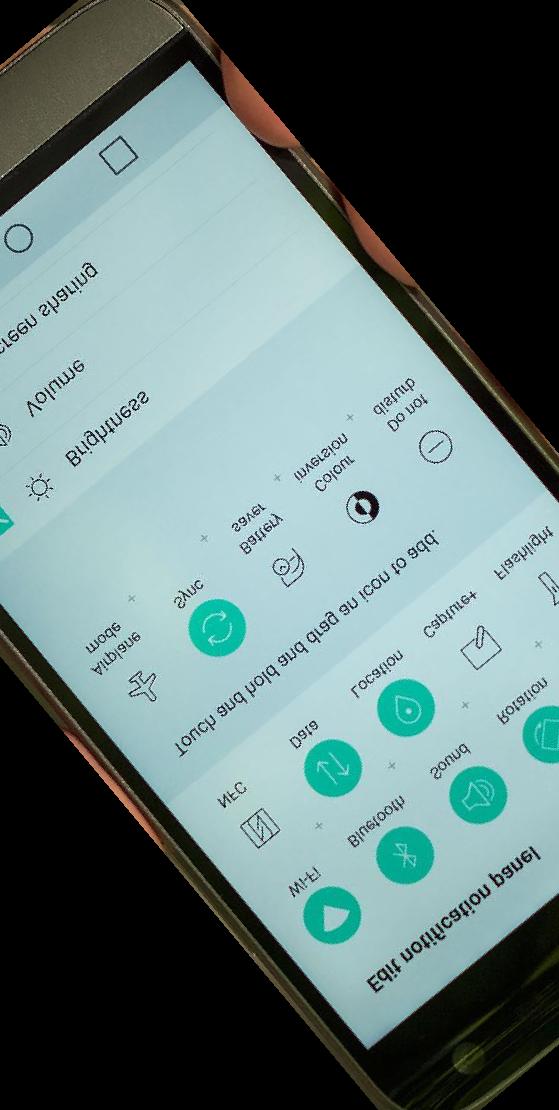 Edit notification panel
Wi-Fi
Bluetooth
Sound
Rotation
NFC
Data
Location
Capture+
Flashlight
Touch and hold and drag an icon to add.
Airplane
mode
Sync
Battery
saver
Colour
inversion
Do not
disturb
Brightness
Volume
creen sharing